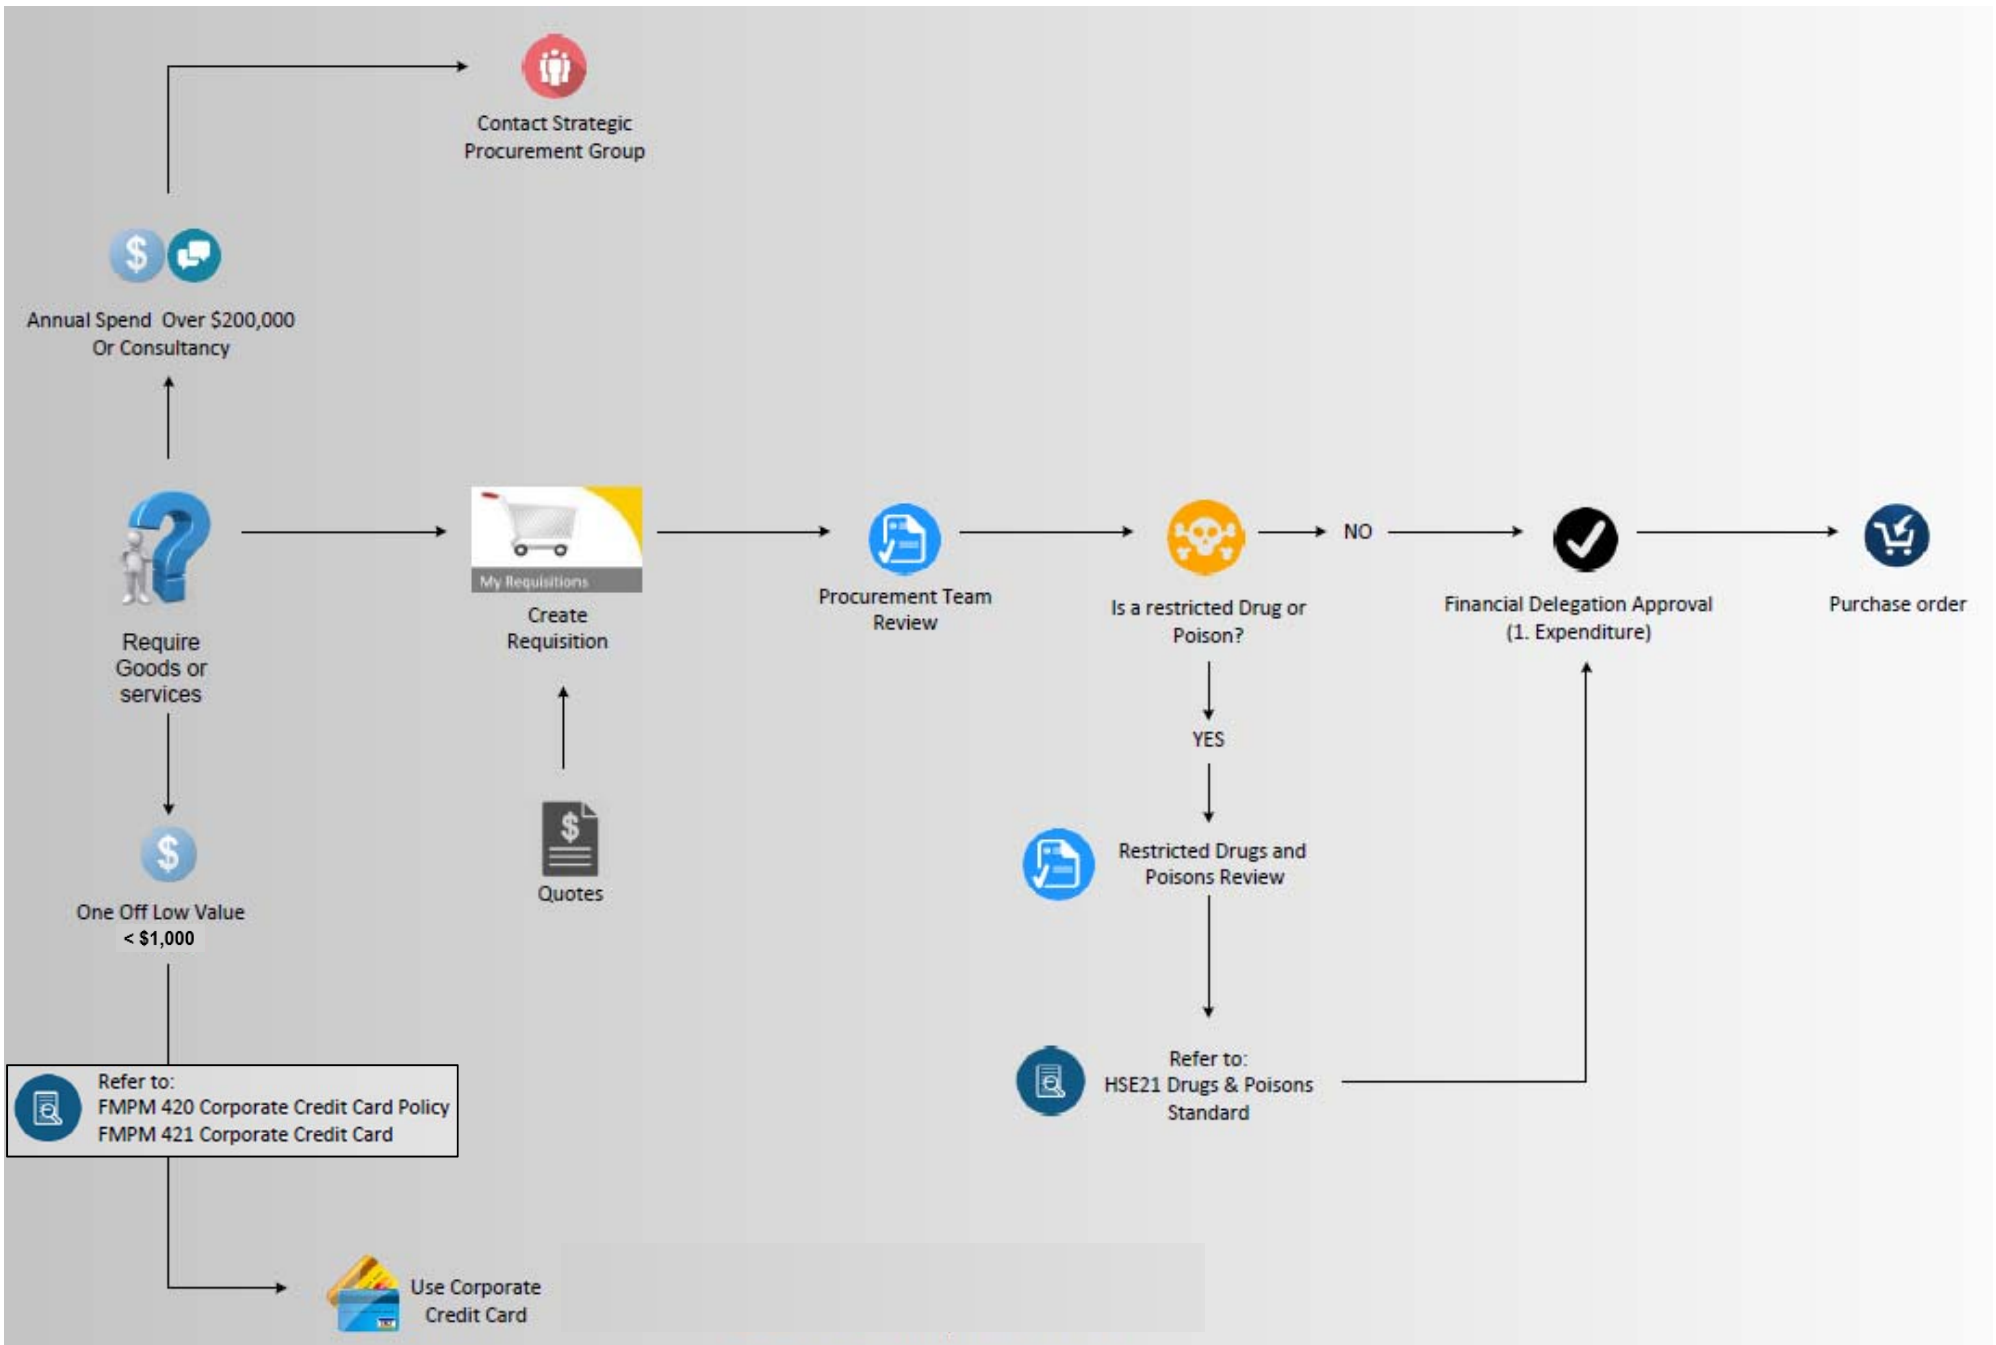 Contact Strategic
Procurement Group
Annual Spend  Over $200,000
Or Consultancy
Require
Goods or
services
My Requisitions
Create
Requisition
Procurement Team
Review
Is a restricted Drug or
Poison?
NO
Financial Delegation Approval
(1. Expenditure)
Purchase order
YES
Restricted Drugs and
Poisons Review
Refer to:
HSE21 Drugs & Poisons
Standard
$
Quotes
$
$
One Off Low Value
< $1,000
Refer to:
FMPM 420 Corporate Credit Card Policy
FMPM 421 Corporate Credit Card
Use Corporate
Credit Card